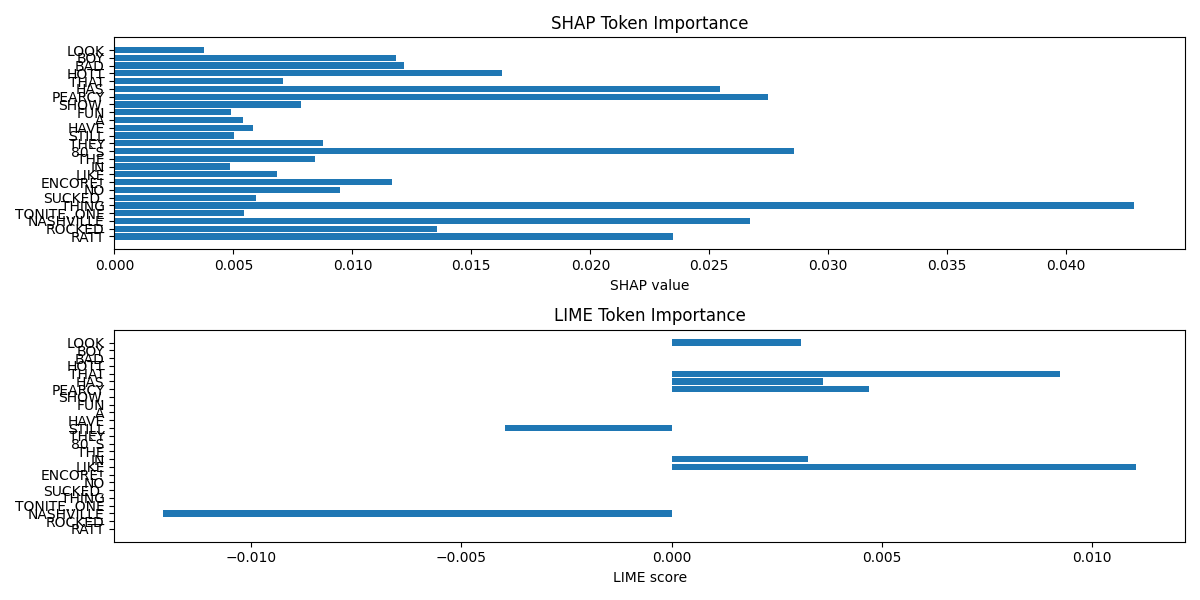 SHAP Token Importance
LOOK
BOY
BAD
HOTT
THAT
HAS
PEARCY
SHOW,
FUN
A
HAVE
STILL
THEY
80''S
THE
IN
LIKE
ENCORE!
NO
SUCKED,
THING
TONITE..ONE
NASHVILLE
ROCKED
RATT
0.000 0.005 0.010 0.015 0.020 0.025 0.030 0.035 0.040
SHAP value
LIME Token Importance
LOOK
BOY
BAD
HOTT
THAT
HAS
PEARCY
SHOW,
FUN
A
HAVE
STILL
THEY
80''S
THE
IN
LIKE
ENCORE!
NO
SUCKED,
THING
TONITE..ONE
NASHVILLE
ROCKED
RATT
−0.010 −0.005 0.000 0.005 0.010
LIME score